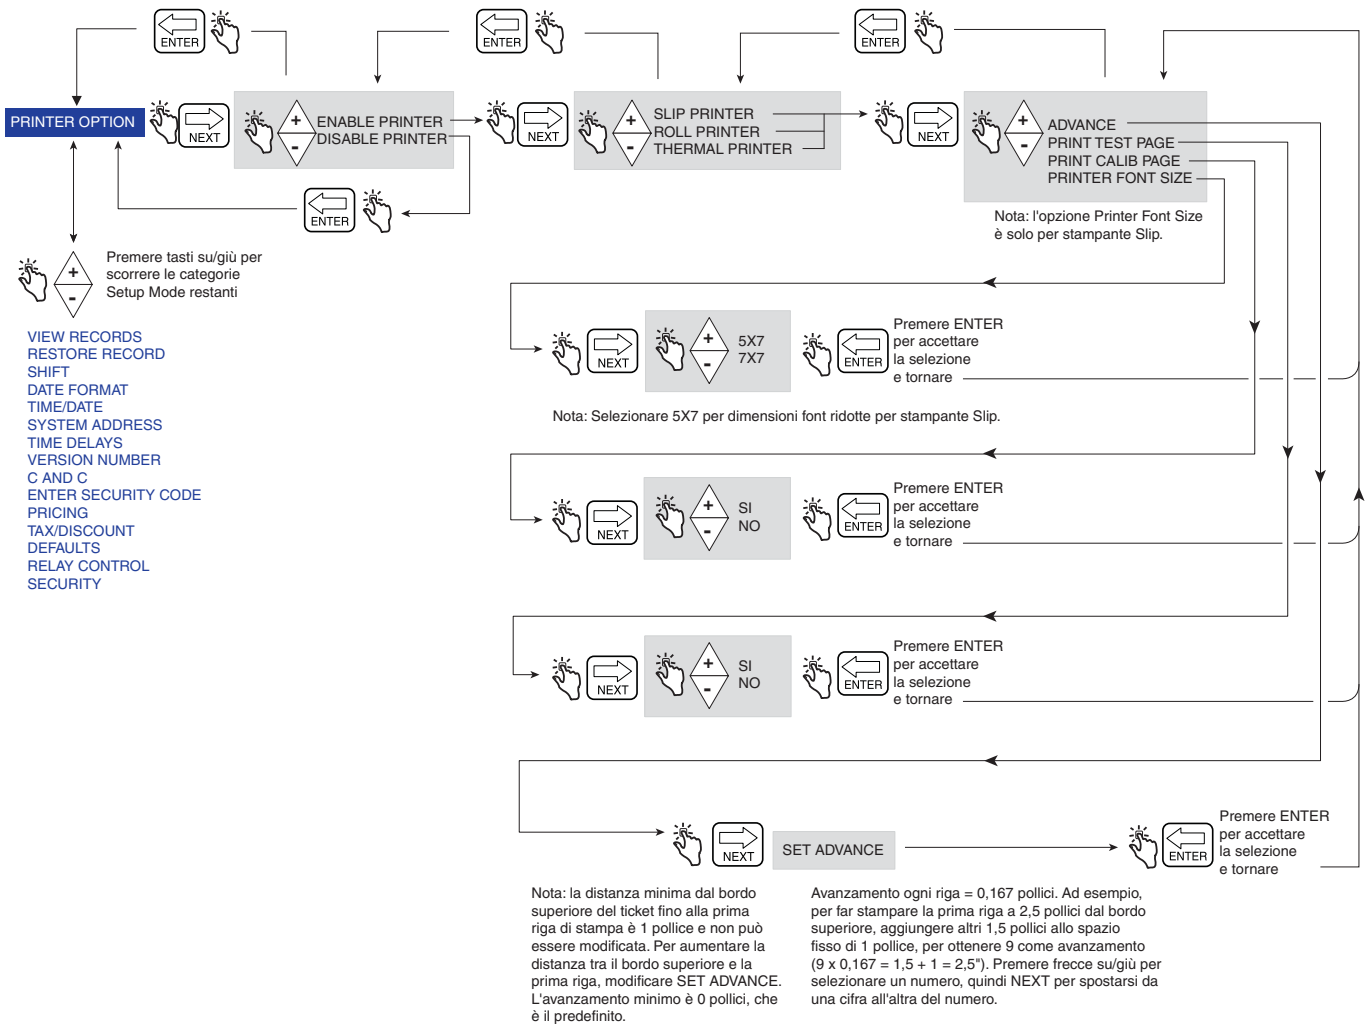 ENTER
ENTER
ENTER
PRINTER OPTION
NEXT
+
-
ENABLE PRINTER
DISABLE PRINTER
NEXT
+
-
SLIP PRINTER
ROLL PRINTER
THERMAL PRINTER
NEXT
+
-
ADVANCE
PRINT TEST PAGE
PRINT CALIB PAGE
PRINTER FONT SIZE
ENTER
Nota: l'opzione Printer Font Size
è solo per stampante Slip.
+
-
Premere tasti su/giù per
scorrere le categorie
Setup Mode restanti
VIEW RECORDS
RESTORE RECORD
SHIFT
DATE FORMAT
TIME/DATE
SYSTEM ADDRESS
TIME DELAYS
VERSION NUMBER
C AND C
ENTER SECURITY CODE
PRICING
TAX/DISCOUNT
DEFAULTS
RELAY CONTROL
SECURITY
NEXT
+
-
5X7
7X7
ENTER
Premere ENTER
per accettare
la selezione
e tornare
Nota: Selezionare 5X7 per dimensioni font ridotte per stampante Slip.
NEXT
+
-
SI
NO
ENTER
Premere ENTER
per accettare
la selezione
e tornare
NEXT
+
-
SI
NO
ENTER
Premere ENTER
per accettare
la selezione
e tornare
NEXT
SET ADVANCE
ENTER
Premere ENTER
per accettare
la selezione
e tornare
Nota: la distanza minima dal bordo
superiore del ticket fino alla prima
riga di stampa è 1 pollice e non può
essere modificata. Per aumentare la
distanza tra il bordo superiore e la
prima riga, modificare SET ADVANCE.
L'avanzamento minimo è 0 pollici, che
è il predefinito.
Avanzamento ogni riga = 0,167 pollici. Ad esempio,
per far stampare la prima riga a 2,5 pollici dal bordo
superiore, aggiungere altri 1,5 pollici allo spazio
fisso di 1 pollice, per ottenere 9 come avanzamento
(9 x 0,167 = 1,5 + 1 = 2,5"). Premere frecce su/giù per
selezionare un numero, quindi NEXT per spostarsi da
una cifra all'altra del numero.